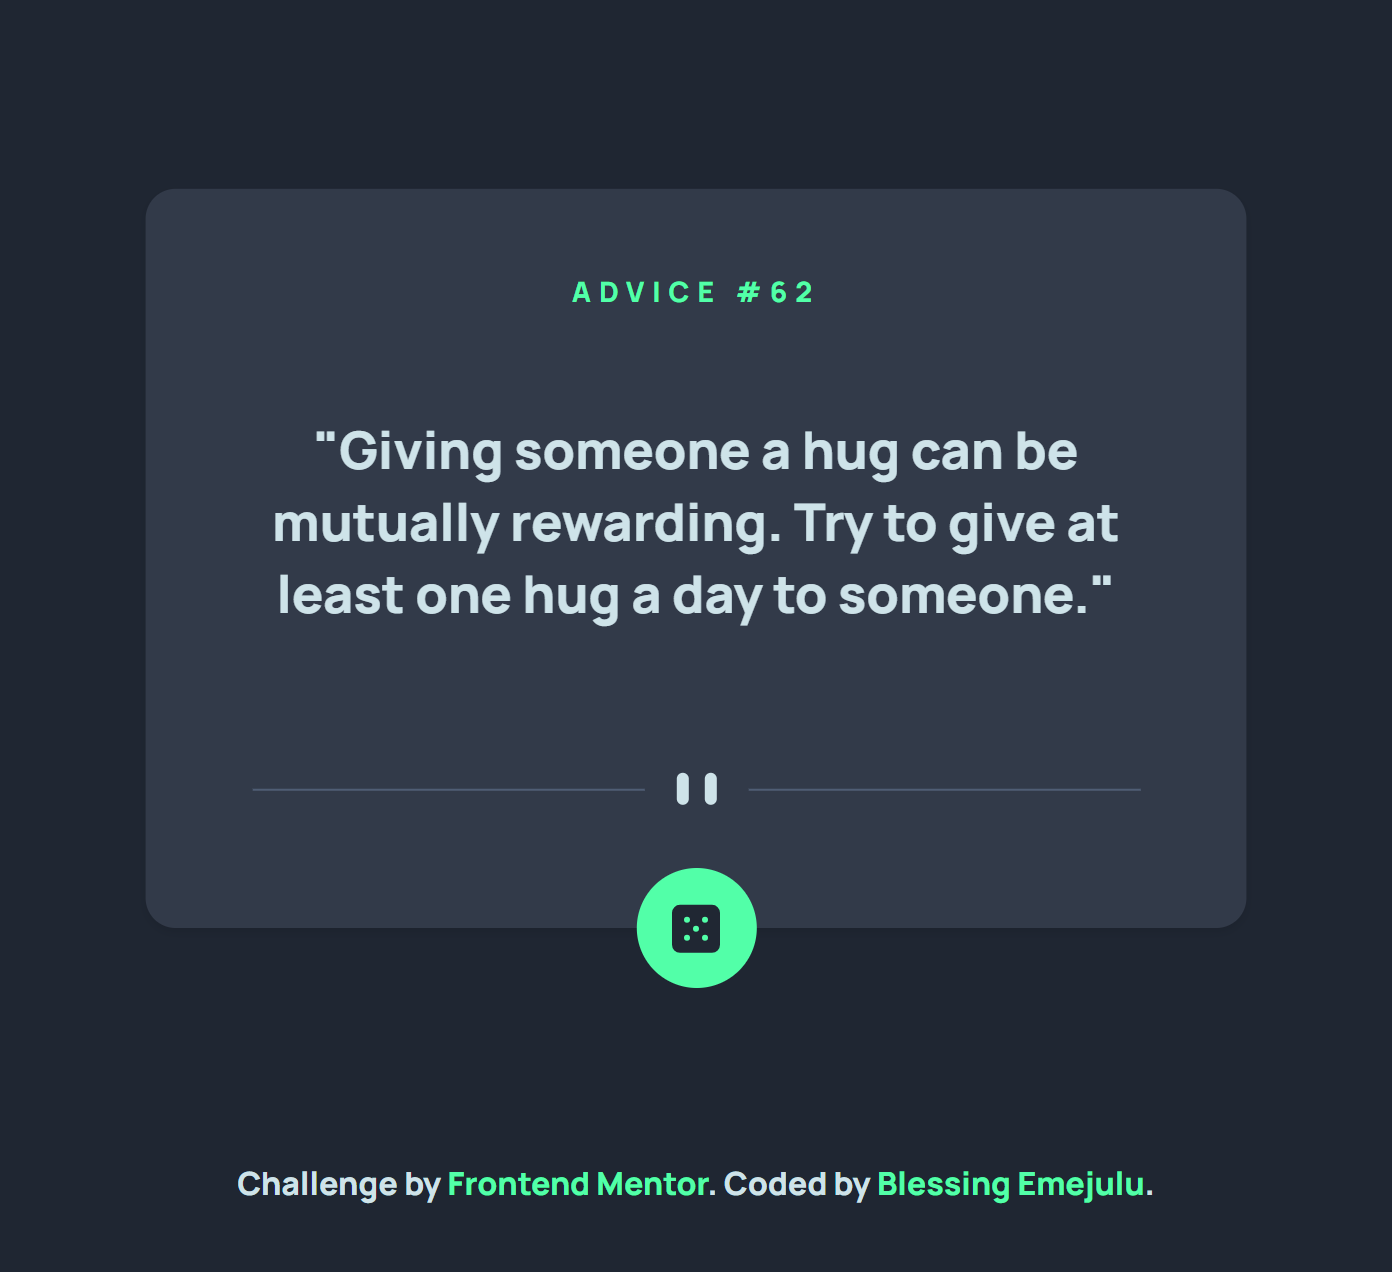 ADVICE #62
"Giving someone a hug can be
mutually rewarding. Try to give at
least one hug a day to someone."
Challenge by Frontend Mentor. Coded by Blessing Emejulu.